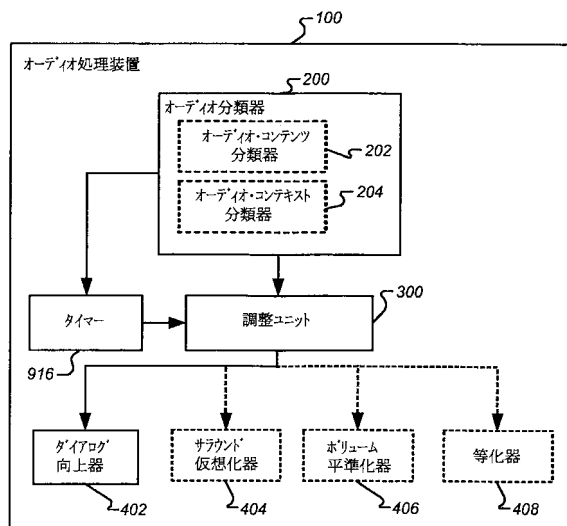 100
オーディオ処理装置
200
オーディオ分類器
オーディオ・コンテンツ
分類器
202
オーディオ・コンテキスト
分類器
204
タイマー
916
調整ユニット
300
ダイアログ
向上器
402
サラウンド
仮想化器
404
ボリューム
平準化器
406
等化器
408